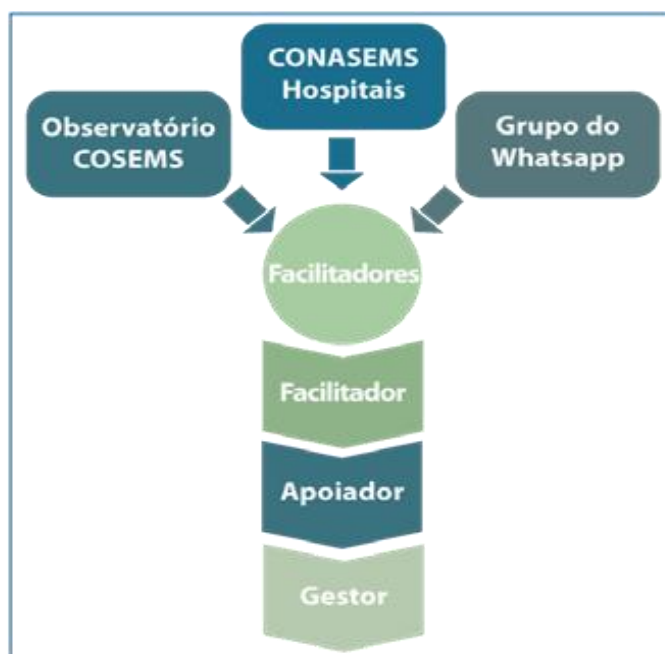 CONASEMS
Hospitais
Observatório
COSEMS
Grupo do
Whatsapp
Facilitadores
Facilitador
Apoiador
Gestor